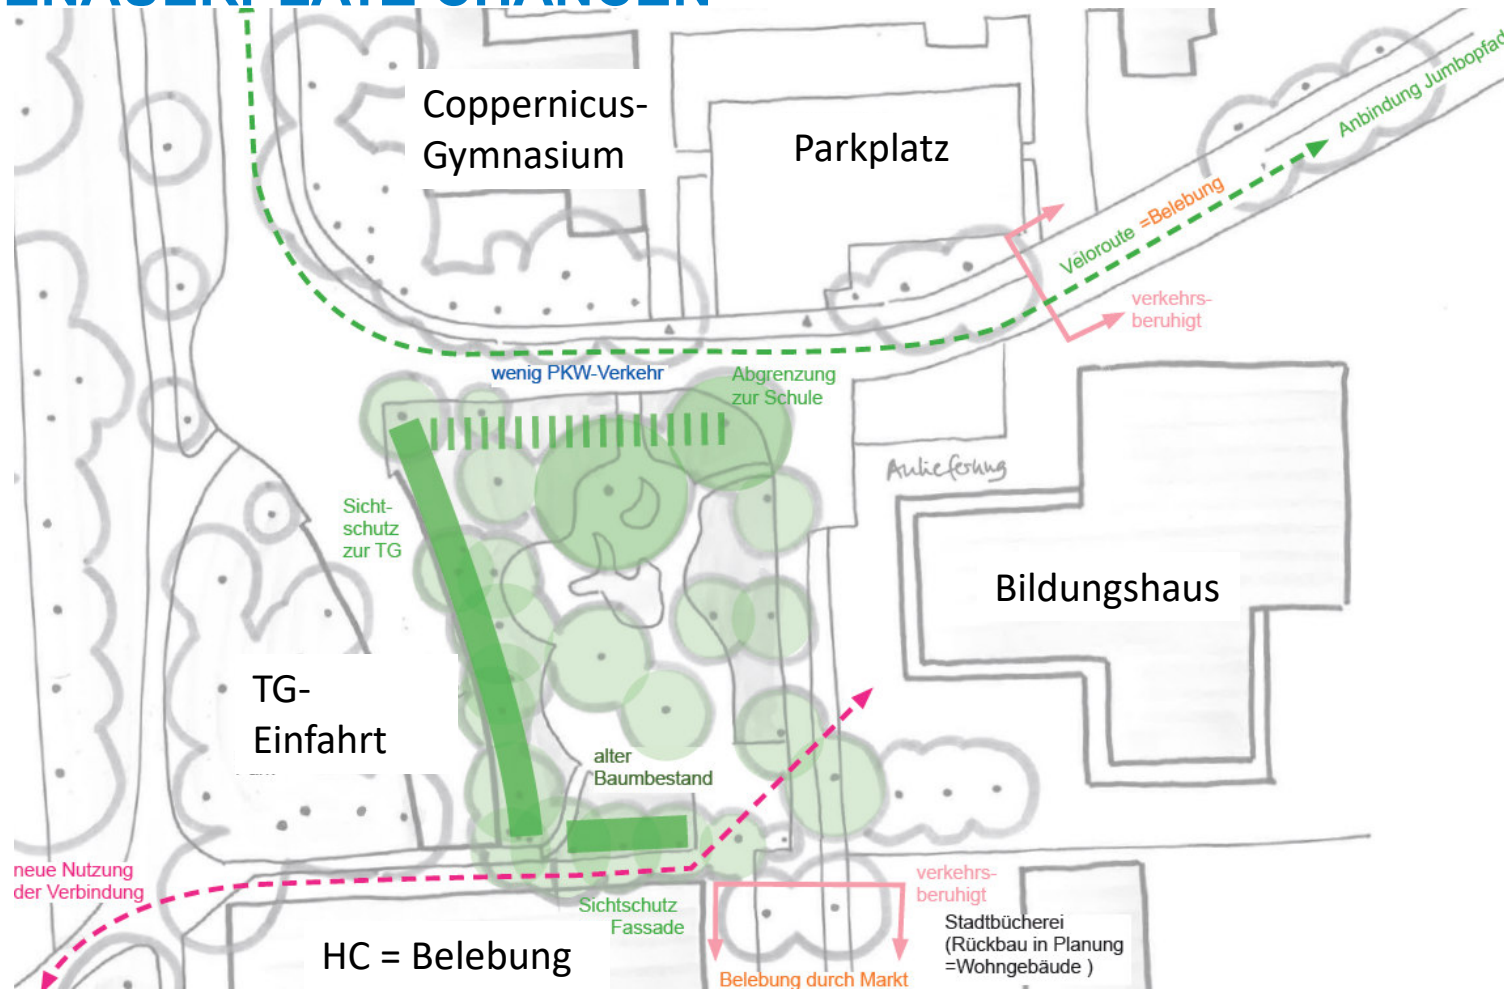 Coppernicus-
Gymnasium
Parkplatz
Anbindung Jumbopfad
Veloroute =Belebung
verkehrs-
beruhigt
wenig PKW-Verkehr
Abgrenzung
zur Schule
Anlieferung
Sicht-
schutz
zur TG
Bildungshaus
TG-
Einfahrt
alter
Baumbestand
neue Nutzung
der Verbindung
Sichtschutz
Fassade
verkehrs-
beruhigt
Stadtbücherei
(Rückbau in Planung
=Wohngebäude )
HC = Belebung
Belebung durch Markt